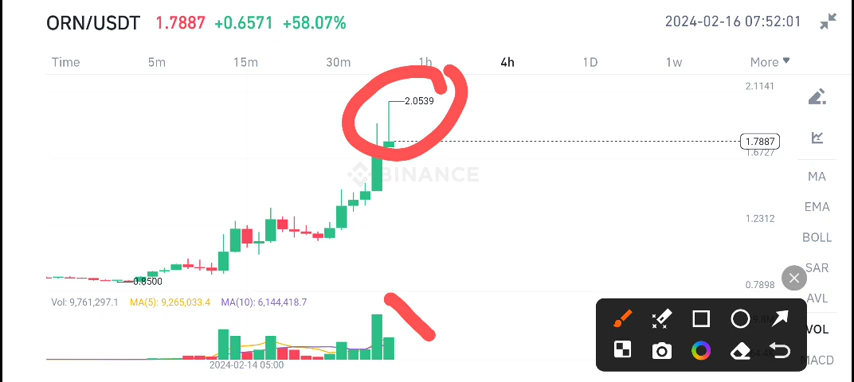 ORN/USDT 1.7887 +0.6571 +58.07% 2024-02-16 07:52:01
Time 5m 15m 30m 1h 4h 1D 1w More
2.1141
2.0539
1.7887
1.6727
BINANCE
MA
EMA
1.2312
BOLL
SAR
0.8500
0.7898
AVL
Vol: 9,761,297.1 MA(5): 9,265,033.4 MA(10): 6,144,418.7
VOL
MACD
2024-02-14 05:00